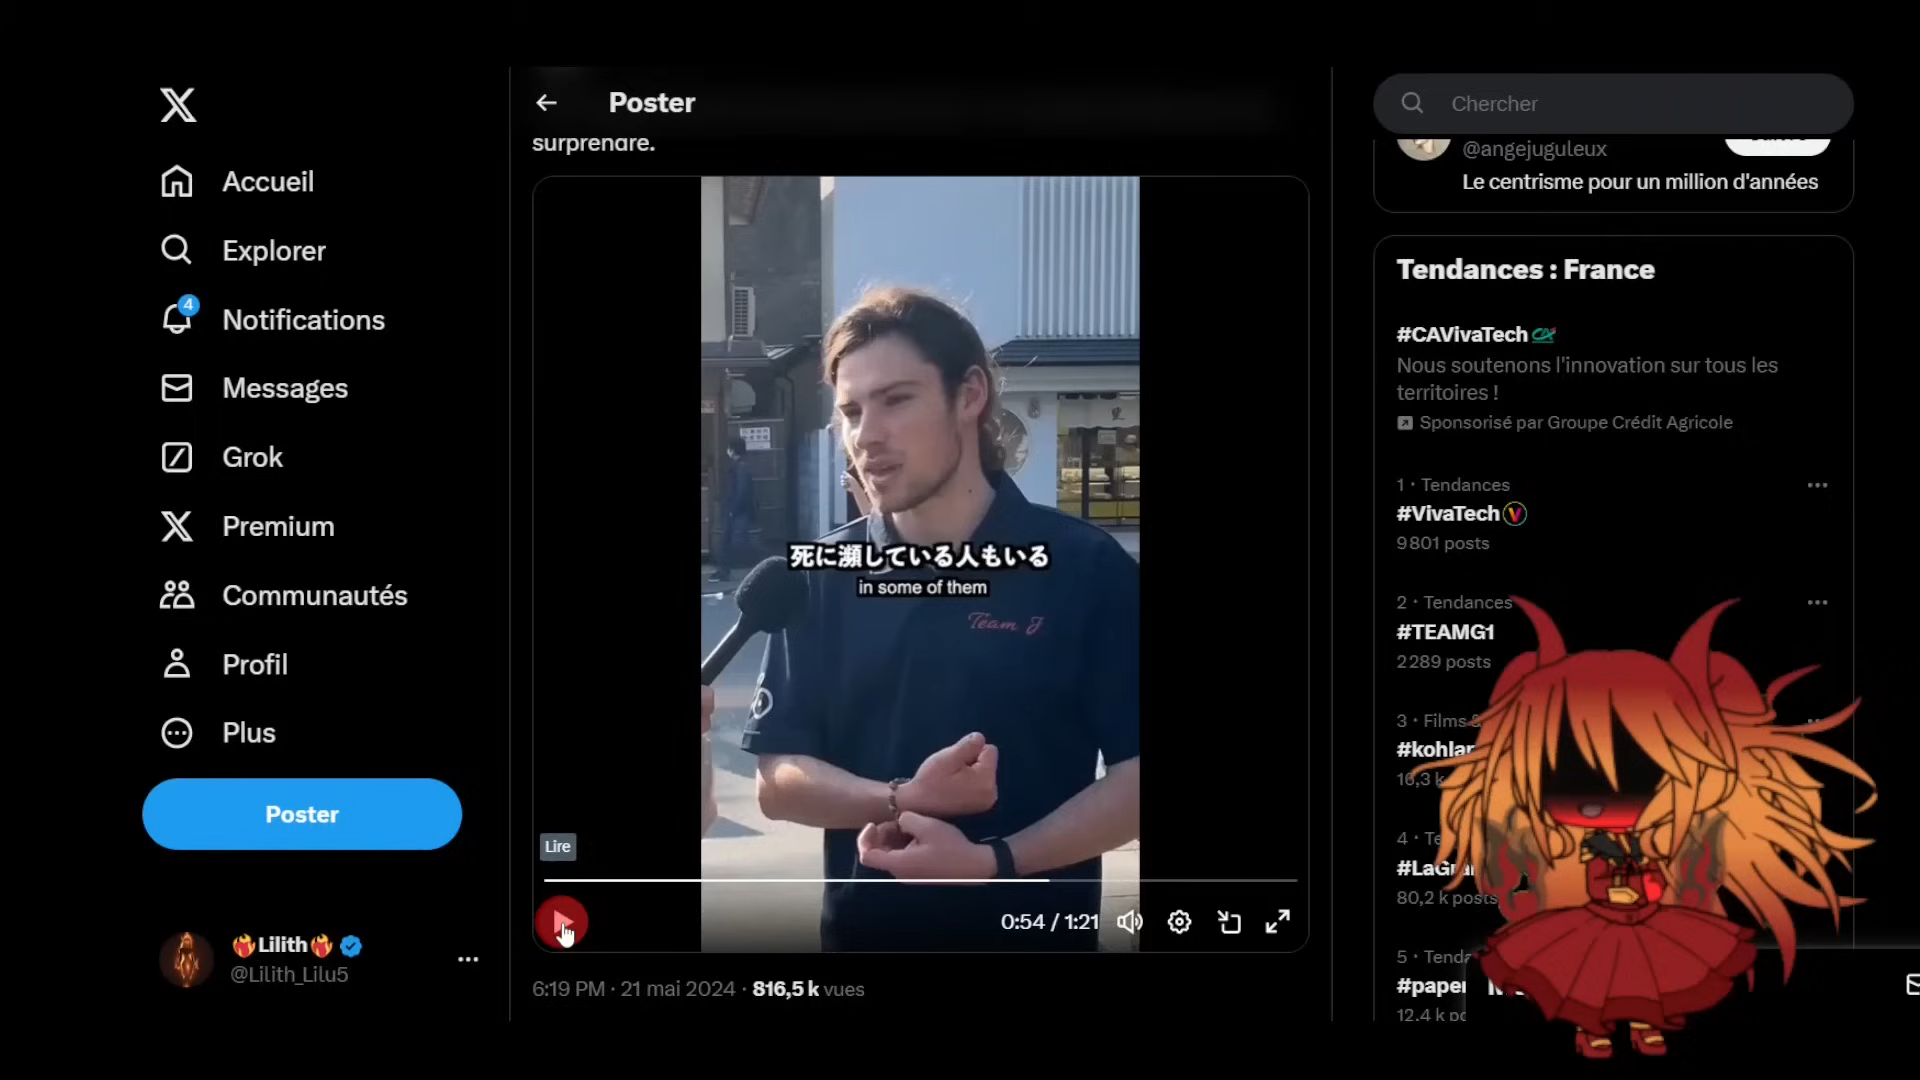 Accueil
Explorer
4
Notifications
Messages
Grok
Premium
Communautés
Profil
Plus
Poster
Lilith
@Lilith_Lilu5
Poster
surprendre.
死に瀕している人もいる
in some of them
Team J
Lire
0:54 / 1:21
6:19 PM · 21 mai 2024 · 816,5 k vues
Chercher
@angejuguleux
Le centrisme pour un million d'années
Tendances : France
#CAVivaTech
Nous soutenons l'innovation sur tous les
territoires !
Sponsorisé par Groupe Crédit Agricole
1 · Tendances
#VivaTech
9 801 posts
2 · Tendances
#TEAMG1
2 289 posts
3 · Films &
#kohlan
10,3 k
4 · Te
#LaGra
80,2 k posts
5 · Tenda
#paper
12,4 k po